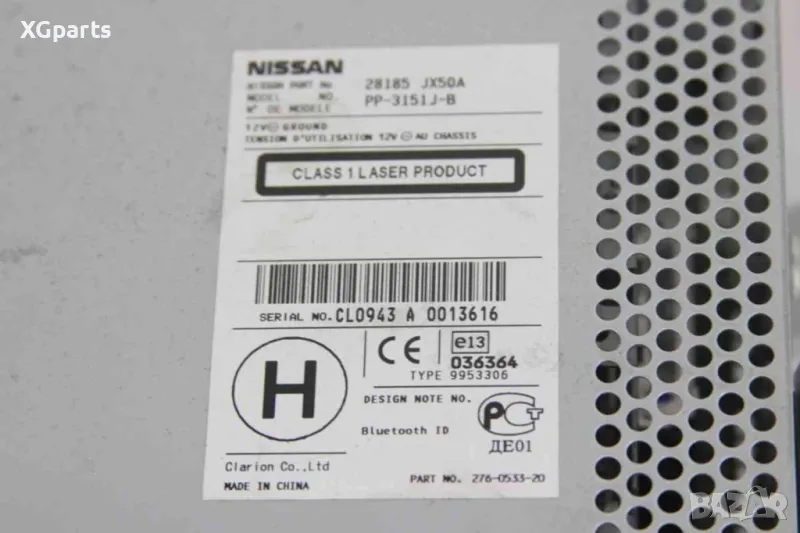 XGparts
NISSAN
NISSAN PART No 28185 JX50A
MODEL NO. PP-3151J-B
N° DE MODELE
12V ⊖ GROUND
TENSION D'UTILISATION 12V ⊖ AU CHASSIS
CLASS 1 LASER PRODUCT
SERIAL NO. CL0943 A 0013616
H
CE
e13
036364
TYPE 9953306
DESIGN NOTE NO.
PCT
Bluetooth ID
ДЕ01
Clarion Co.,Ltd
MADE IN CHINA
PART NO. 276-0533-20
BAZAR